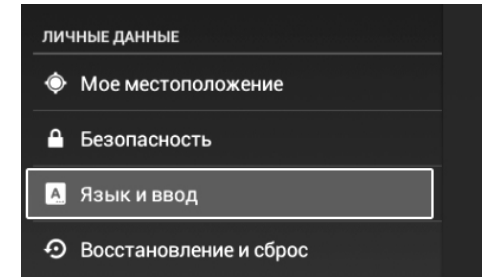 ЛИЧНЫЕ ДАННЫЕ
Мое местоположение
Безопасность
Язык и ввод
Восстановление и сброс